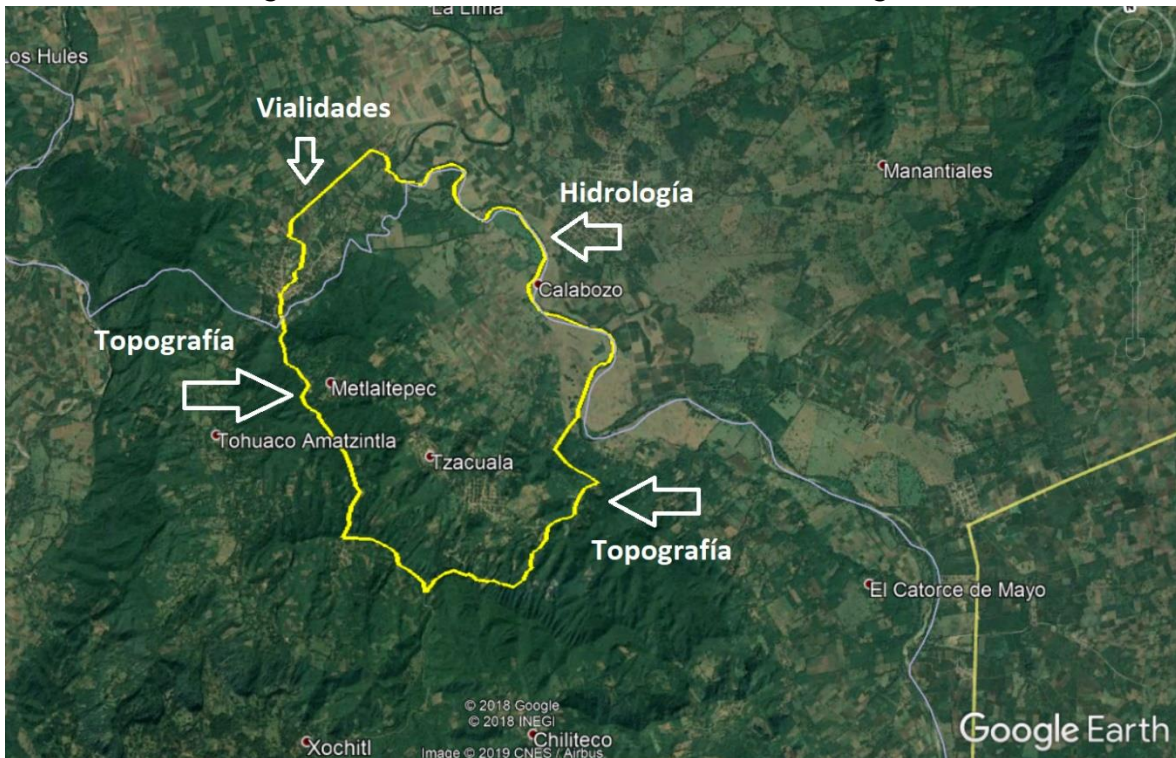 La Lima
Los Hules
Vialidades
Manantiales
Hidrología
Calabozo
Topografía
Metlaltepec
Tohuaco Amatzintla
Tzacuala
Topografía
El Catorce de Mayo
© 2018 Google
© 2018 INEGI
Chiliteco
Xochitl
Image © 2019 CNES / Airbus
Google Earth